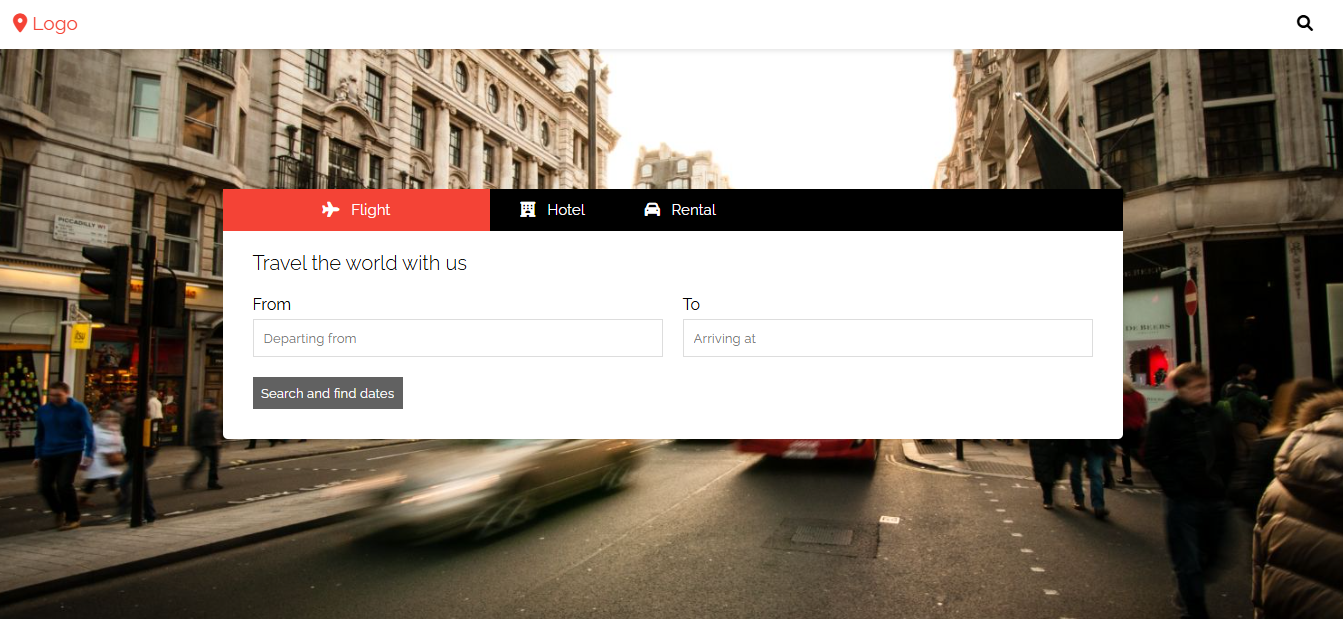 Logo
Flight Hotel Rental
Travel the world with us
From To
Departing from Arriving at
Search and find dates
PICCADILLY W1
DE BEERS